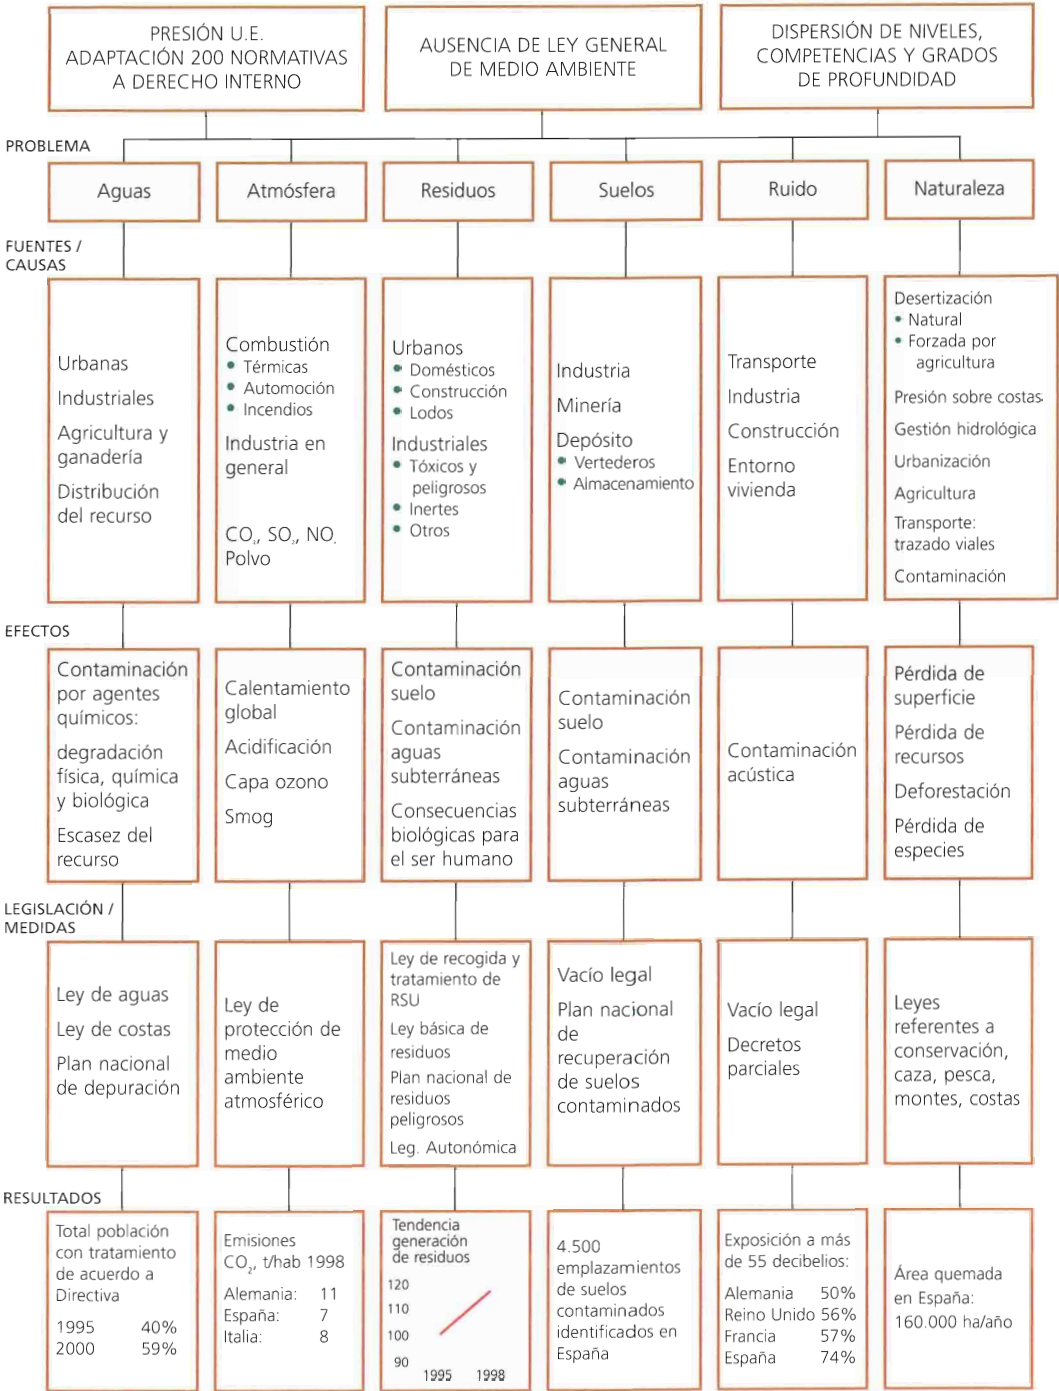 PRESIÓN U.E.
ADAPTACIÓN 200 NORMATIVAS
A DERECHO INTERNO
AUSENCIA DE LEY GENERAL
DE MEDIO AMBIENTE
DISPERSIÓN DE NIVELES,
COMPETENCIAS Y GRADOS
DE PROFUNDIDAD
PROBLEMA
Aguas
Atmósfera
Residuos
Suelos
Ruido
Naturaleza
FUENTES /
CAUSAS
Urbanas
Industriales
Agricultura y
ganadería
Distribución
del recurso
Combustión
• Térmicas
• Automoción
• Incendios
Industria en
general
CO₂, SO₂, NO
Polvo
Urbanos
• Domésticos
• Construcción
• Lodos
Industriales
• Tóxicos y
peligrosos
• Inertes
• Otros
Industria
Minería
Depósito
• Vertederos
• Almacenamiento
Transporte
Industria
Construcción
Entorno
vivienda
Desertización
• Natural
• Forzada por
agricultura
Presión sobre costas
Gestión hidrológica
Urbanización
Agricultura
Transporte:
trazado viales
Contaminación
EFECTOS
Contaminación
por agentes
químicos:
degradación
física, química
y biológica
Escasez del
recurso
Calentamiento
global
Acidificación
Capa ozono
Smog
Contaminación
suelo
Contaminación
aguas
subterráneas
Consecuencias
biológicas para
el ser humano
Contaminación
suelo
Contaminación
aguas
subterráneas
Contaminación
acústica
Pérdida de
superficie
Pérdida de
recursos
Deforestación
Pérdida de
especies
LEGISLACIÓN /
MEDIDAS
Ley de aguas
Ley de costas
Plan nacional
de depuración
Ley de
protección de
medio
ambiente
atmosférico
Ley de recogida y
tratamiento de
RSU
Ley básica de
residuos
Plan nacional de
residuos
peligrosos
Leg. Autonómica
Vacío legal
Plan nacional
de
recuperación
de suelos
contaminados
Vacío legal
Decretos
parciales
Leyes
referentes a
conservación,
caza, pesca,
montes, costas
RESULTADOS
Total población
con tratamiento
de acuerdo a
Directiva
1995 40%
2000 59%
Emisiones
CO₂, t/hab 1998
Alemania: 11
España: 7
Italia: 8
Tendencia
generación
de residuos
120
110
100
90
1995 1998
4.500
emplazamientos
de suelos
contaminados
identificados en
España
Exposición a más
de 55 decibelios:
Alemania 50%
Reino Unido 56%
Francia 57%
España 74%
Área quemada
en España:
160.000 ha/año